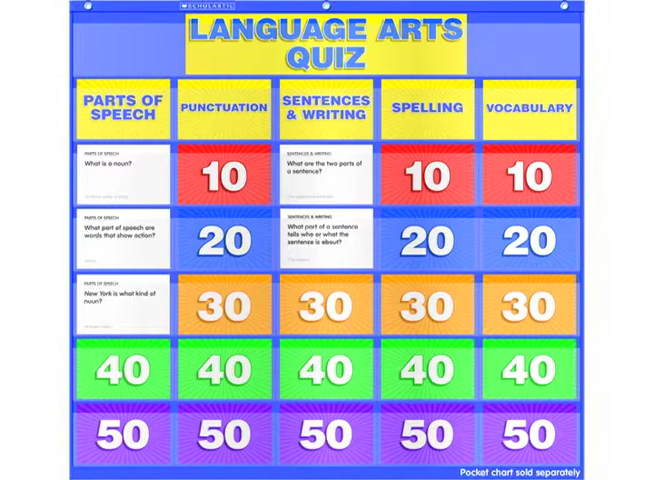 SCHOLASTIC
LANGUAGE ARTS
QUIZ
PARTS OF
SPEECH
PUNCTUATION
SENTENCES
& WRITING
SPELLING
VOCABULARY
PARTS OF SPEECH
What is a noun?
10
SENTENCES & WRITING
What are the two parts of
a sentence?
10
10
PARTS OF SPEECH
What part of speech are
words that show action?
20
SENTENCES & WRITING
What part of a sentence
tells who or what the
sentence is about?
20
20
PARTS OF SPEECH
New York is what kind of
noun?
30
30
30
30
40
40
40
40
40
50
50
50
50
50
Pocket chart sold separately